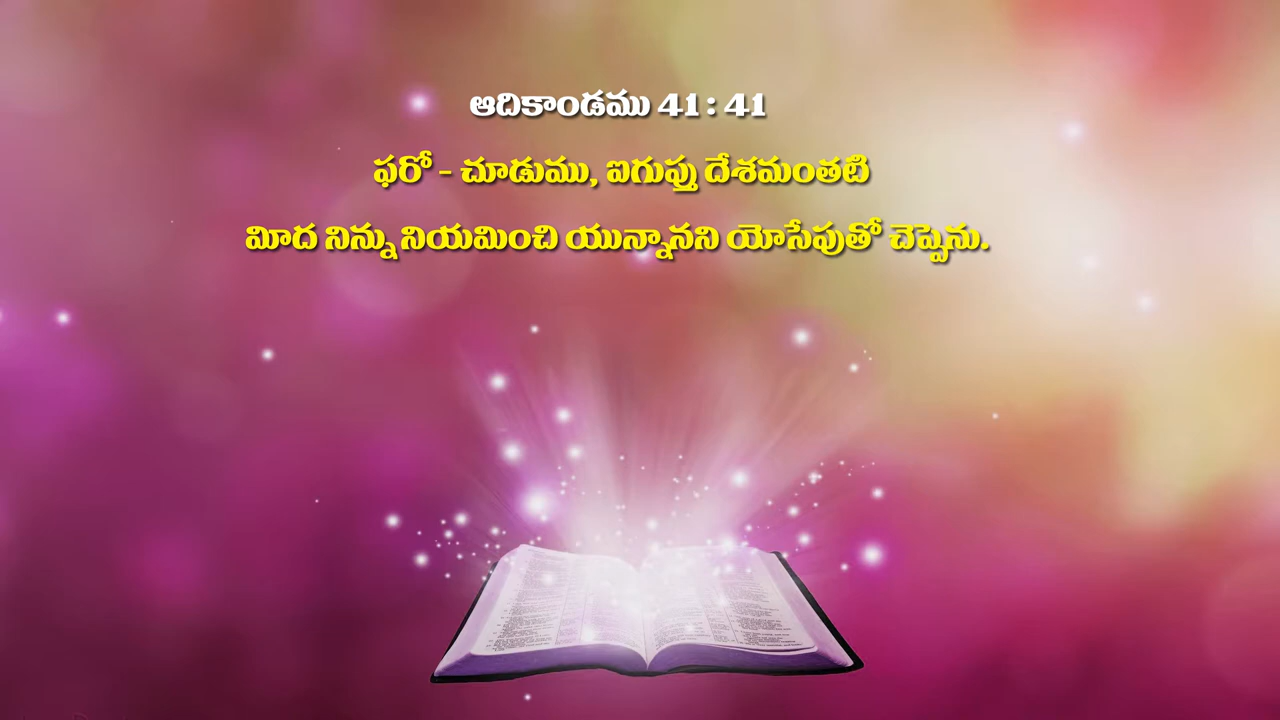 ఆదికాండము 41 : 41
ఫరో - చూడుము, ఐగుప్తు దేశమంతటి
మీద నిన్ను నియమించి యున్నానని యోసేపుతో చెప్పెను.